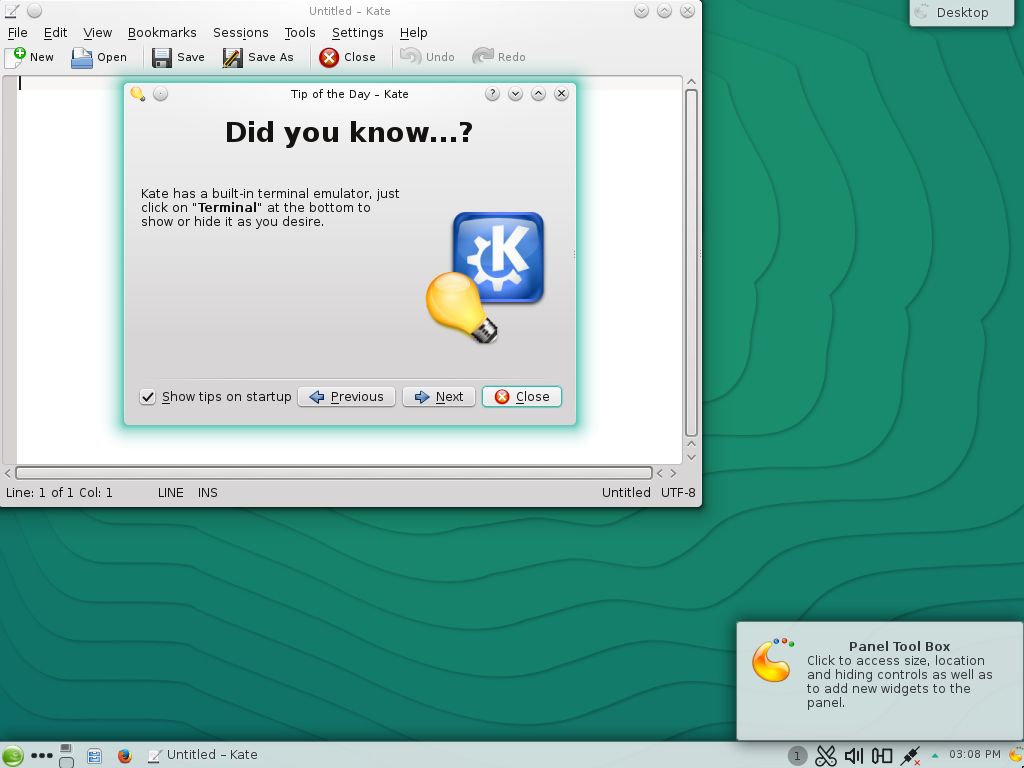 Untitled – Kate
Desktop
File Edit View Bookmarks Sessions Tools Settings Help
New Open Save Save As Close Undo Redo
Tip of the Day – Kate
?
Did you know...?
Kate has a built-in terminal emulator, just
click on "Terminal" at the bottom to
show or hide it as you desire.
K
Show tips on startup Previous Next Close
Line: 1 of 1 Col: 1 LINE INS Untitled UTF-8
Panel Tool Box
Click to access size, location
and hiding controls as well as
to add new widgets to the
panel.
Untitled – Kate 1 03:08 PM